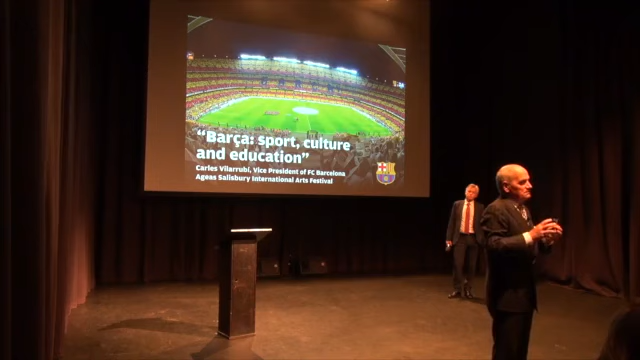 “Barça: sport, culture
and education”
Carles Vilarrubí, Vice President of FC Barcelona
Ageas Salisbury International Arts Festival